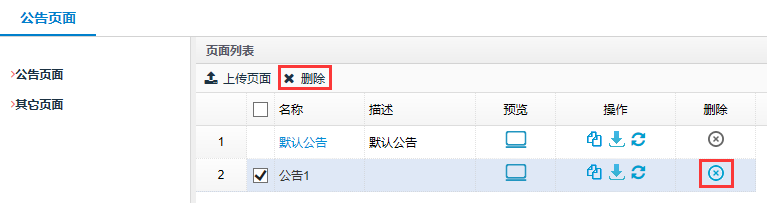 公告页面
公告页面
其它页面
页面列表
上传页面 删除
名称 描述 预览 操作 删除
1 默认公告 默认公告
2 公告1